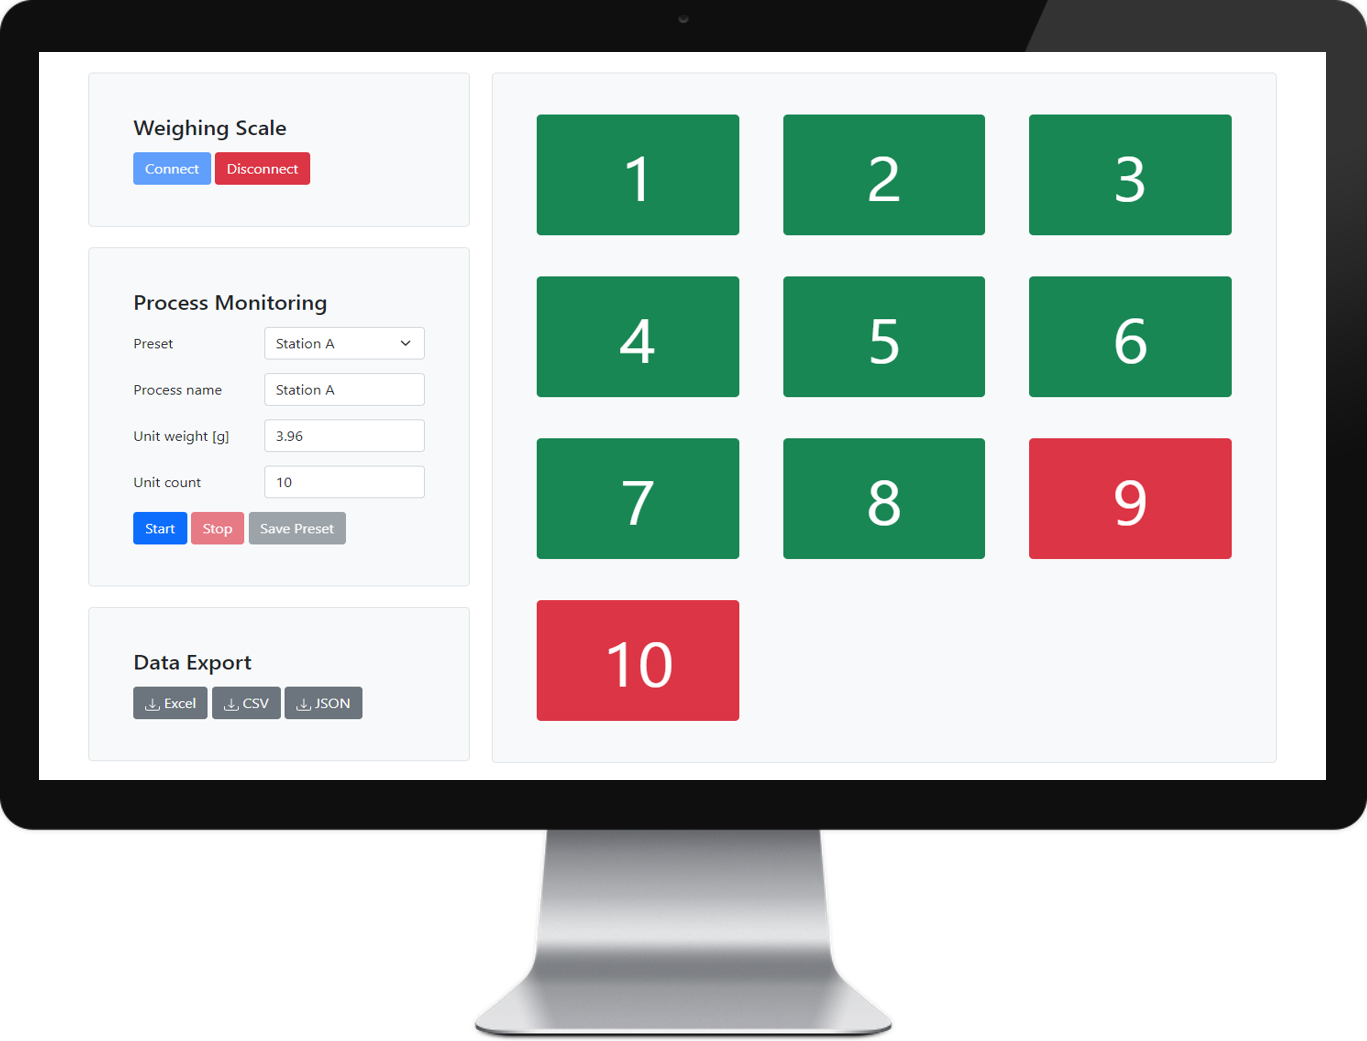 Weighing Scale
Connect Disconnect
Process Monitoring
Preset Station A
Process name Station A
Unit weight [g] 3.96
Unit count 10
Start Stop Save Preset
Data Export
Excel CSV JSON
1 2 3
4 5 6
7 8 9
10